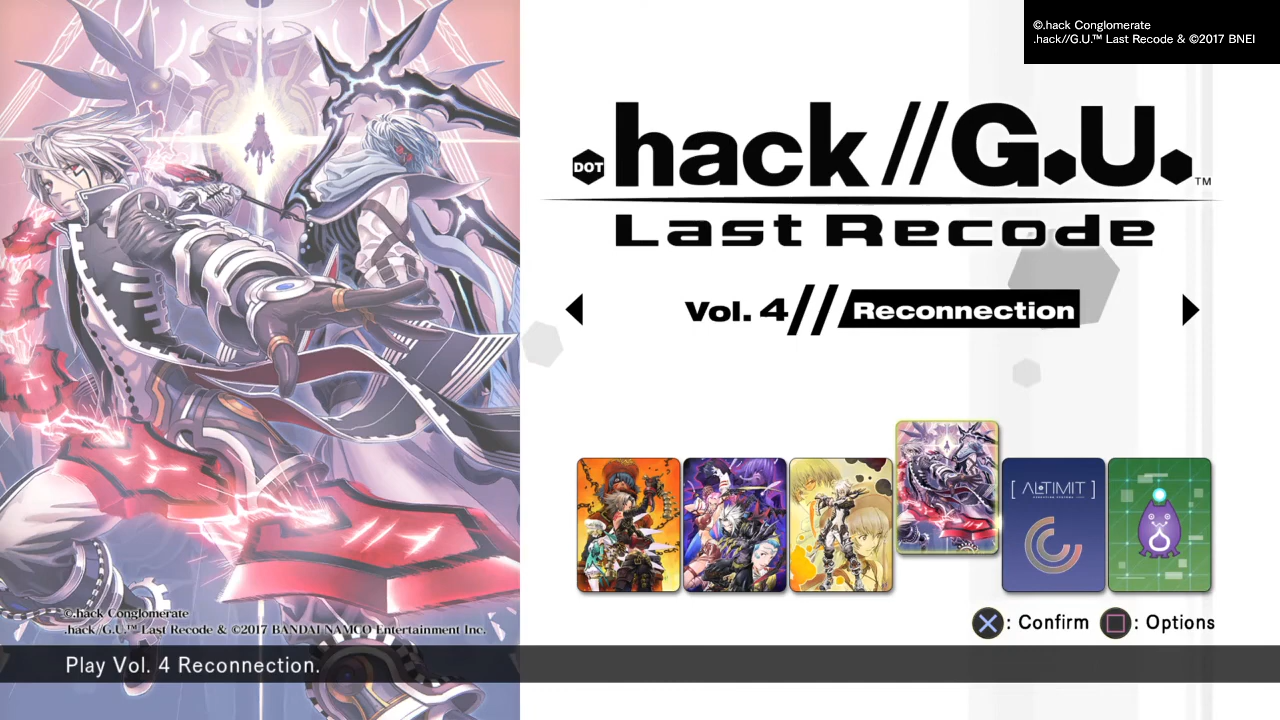 ©.hack Conglomerate
.hack//G.U.™ Last Recode & ©2017 BNEI
DOT .hack//G.U. ™
Last Recode
Vol. 4// Reconnection
[ ALTIMIT ]
: Confirm : Options
©.hack Conglomerate
.hack//G.U.™ Last Recode & ©2017 BANDAI NAMCO Entertainment Inc.
Play Vol. 4 Reconnection.